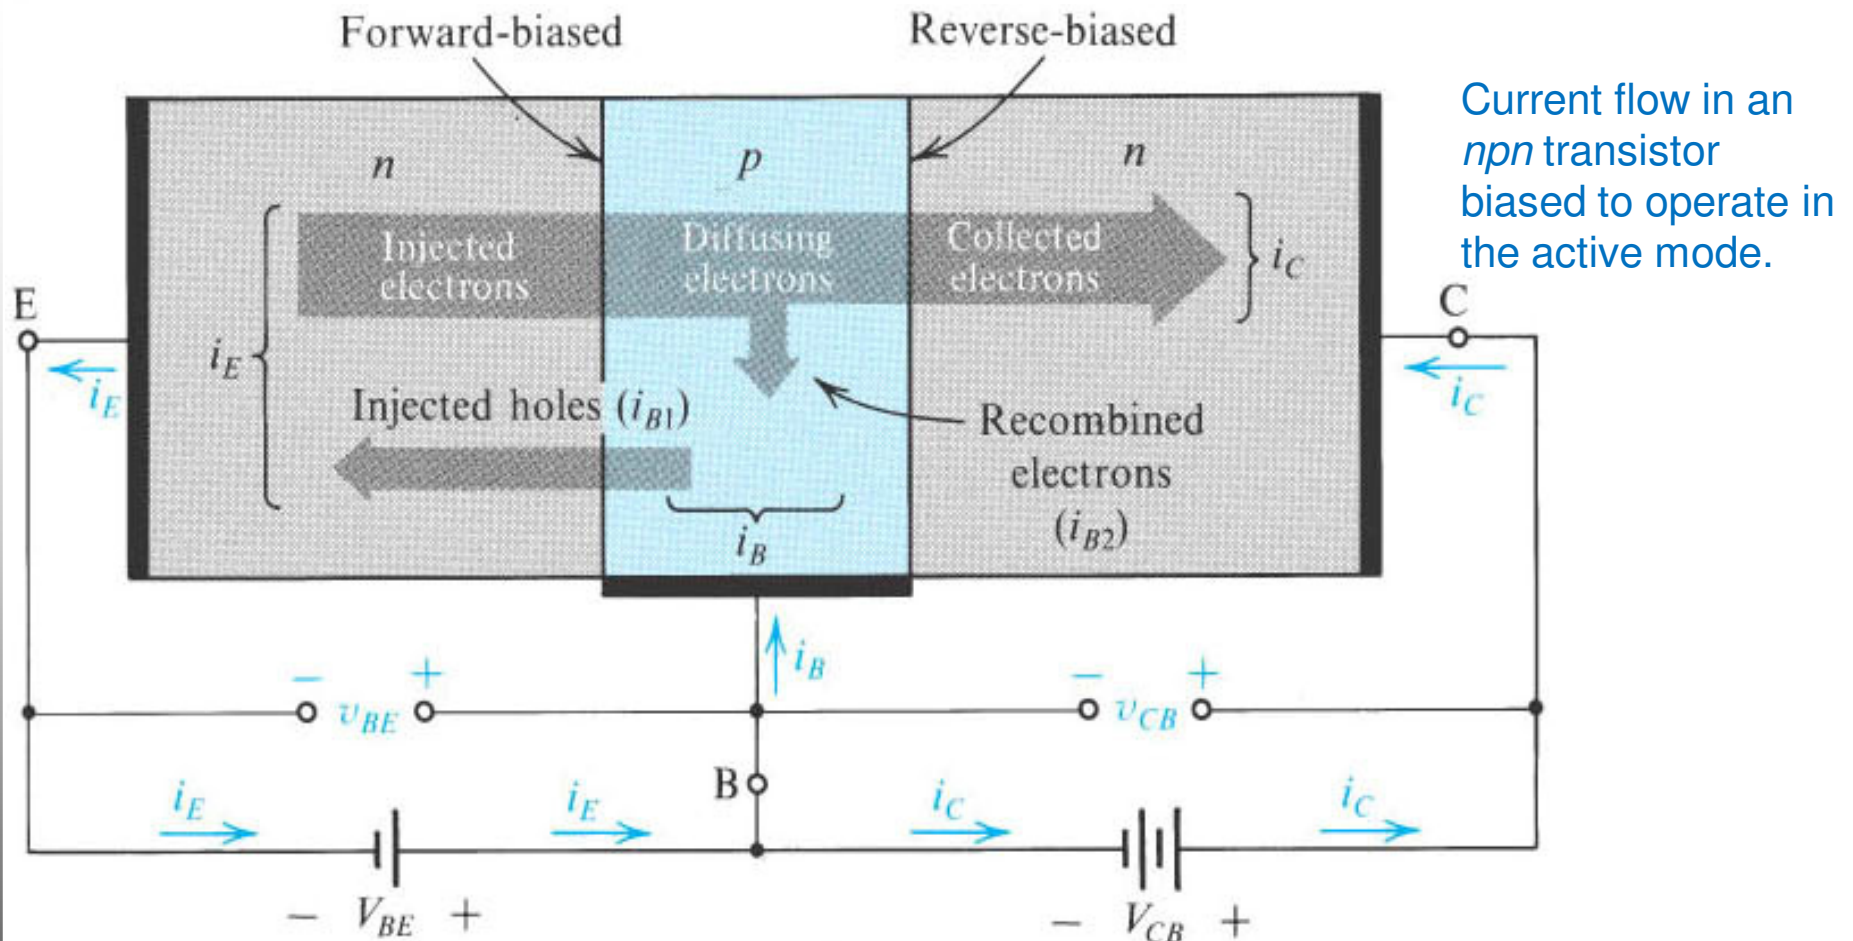 Forward-biased
Reverse-biased
Current flow in an
npn transistor
biased to operate in
the active mode.
n
p
n
Injected
electrons
Diffusing
electrons
Collected
electrons
i_C
E
C
i_E
i_E
i_C
Injected holes (i_B1)
Recombined
electrons
(i_B2)
i_B
i_B
− v_BE +
− v_CB +
B
i_E
i_E
i_C
i_C
− V_BE +
− V_CB +